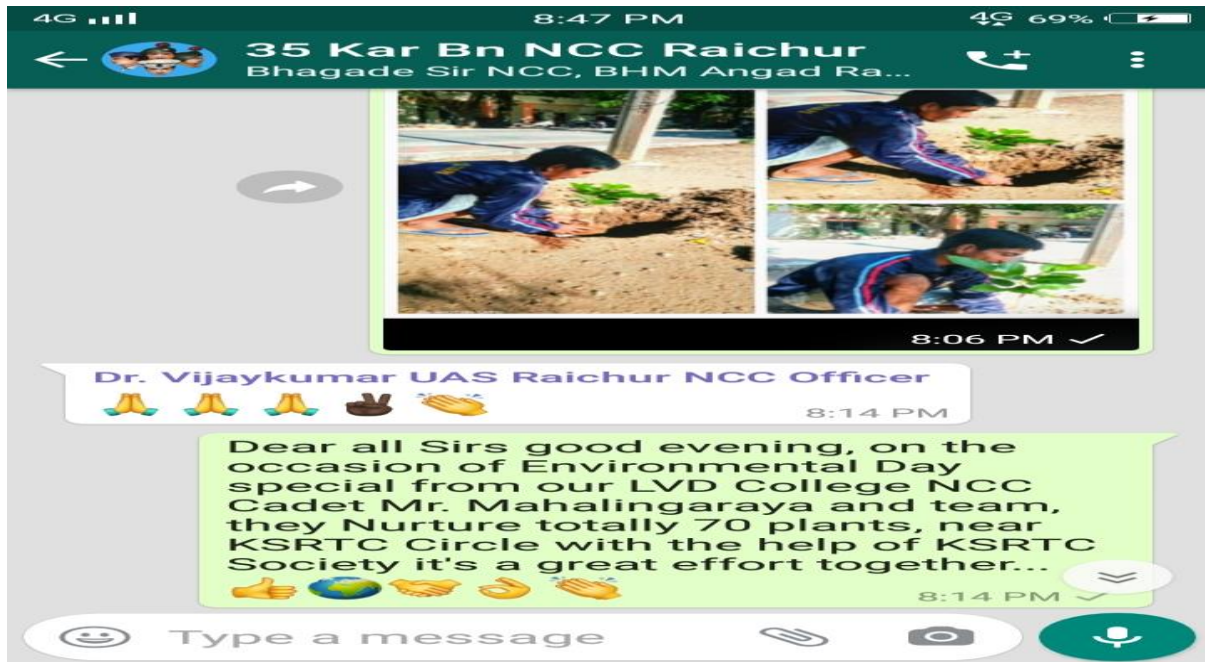 4G 8:47 PM 4G 69%
35 Kar Bn NCC Raichur
Bhagade Sir NCC, BHM Angad Ra...
8:06 PM
Dr. Vijaykumar UAS Raichur NCC Officer
🙏 🙏 🙏 ✌🏿 👏
8:14 PM
Dear all Sirs good evening, on the
occasion of Environmental Day
special from our LVD College NCC
Cadet Mr. Mahalingaraya and team,
they Nurture totally 70 plants, near
KSRTC Circle with the help of KSRTC
Society it's a great effort together...
👍 🌍 🤝 👌 👏
8:14 PM
Type a message